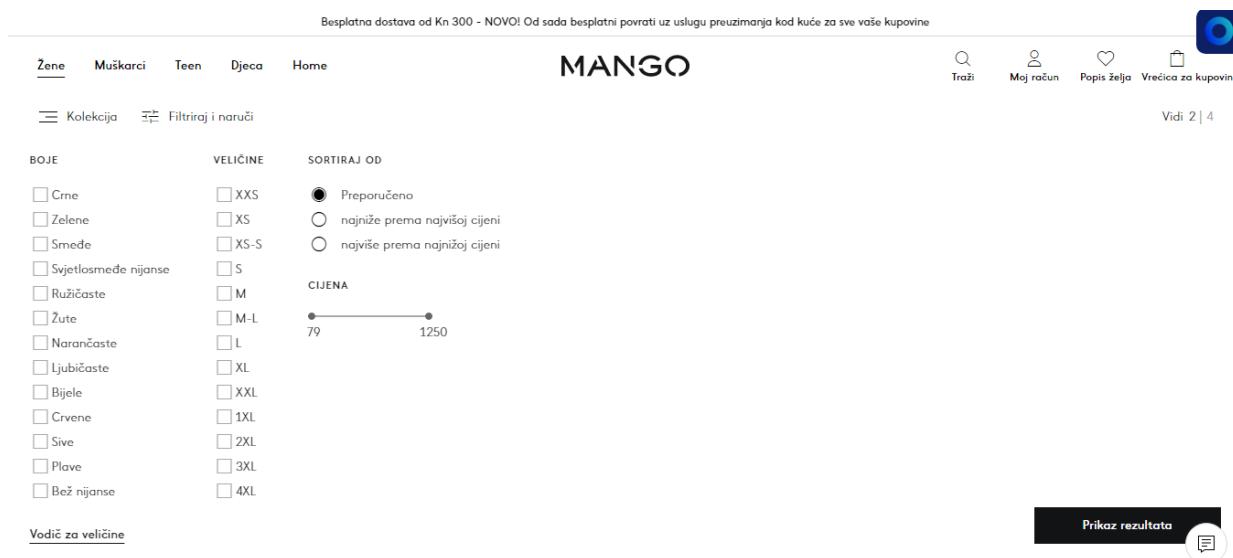 Besplatna dostava od Kn 300 - NOVO! Od sada besplatni povrati uz uslugu preuzimanja kod kuće za sve vaše kupovine
Žene Muškarci Teen Djeca Home
MANGO
Traži Moj račun Popis želja Vrećica za kupovin
Kolekcija Filtriraj i naruči
Vidi 2 | 4
BOJE
Crne
Zelene
Smeđe
Svjetlosmeđe nijanse
Ružičaste
Žute
Narančaste
Ljubičaste
Bijele
Crvene
Sive
Plave
Bež nijanse
Vodič za veličine
VELIČINE
XXS
XS
XS-S
S
M
M-L
L
XL
XXL
1XL
2XL
3XL
4XL
SORTIRAJ OD
Preporučeno
najniže prema najvišoj cijeni
najviše prema najnižoj cijeni
CIJENA
79 1250
Prikaz rezultata